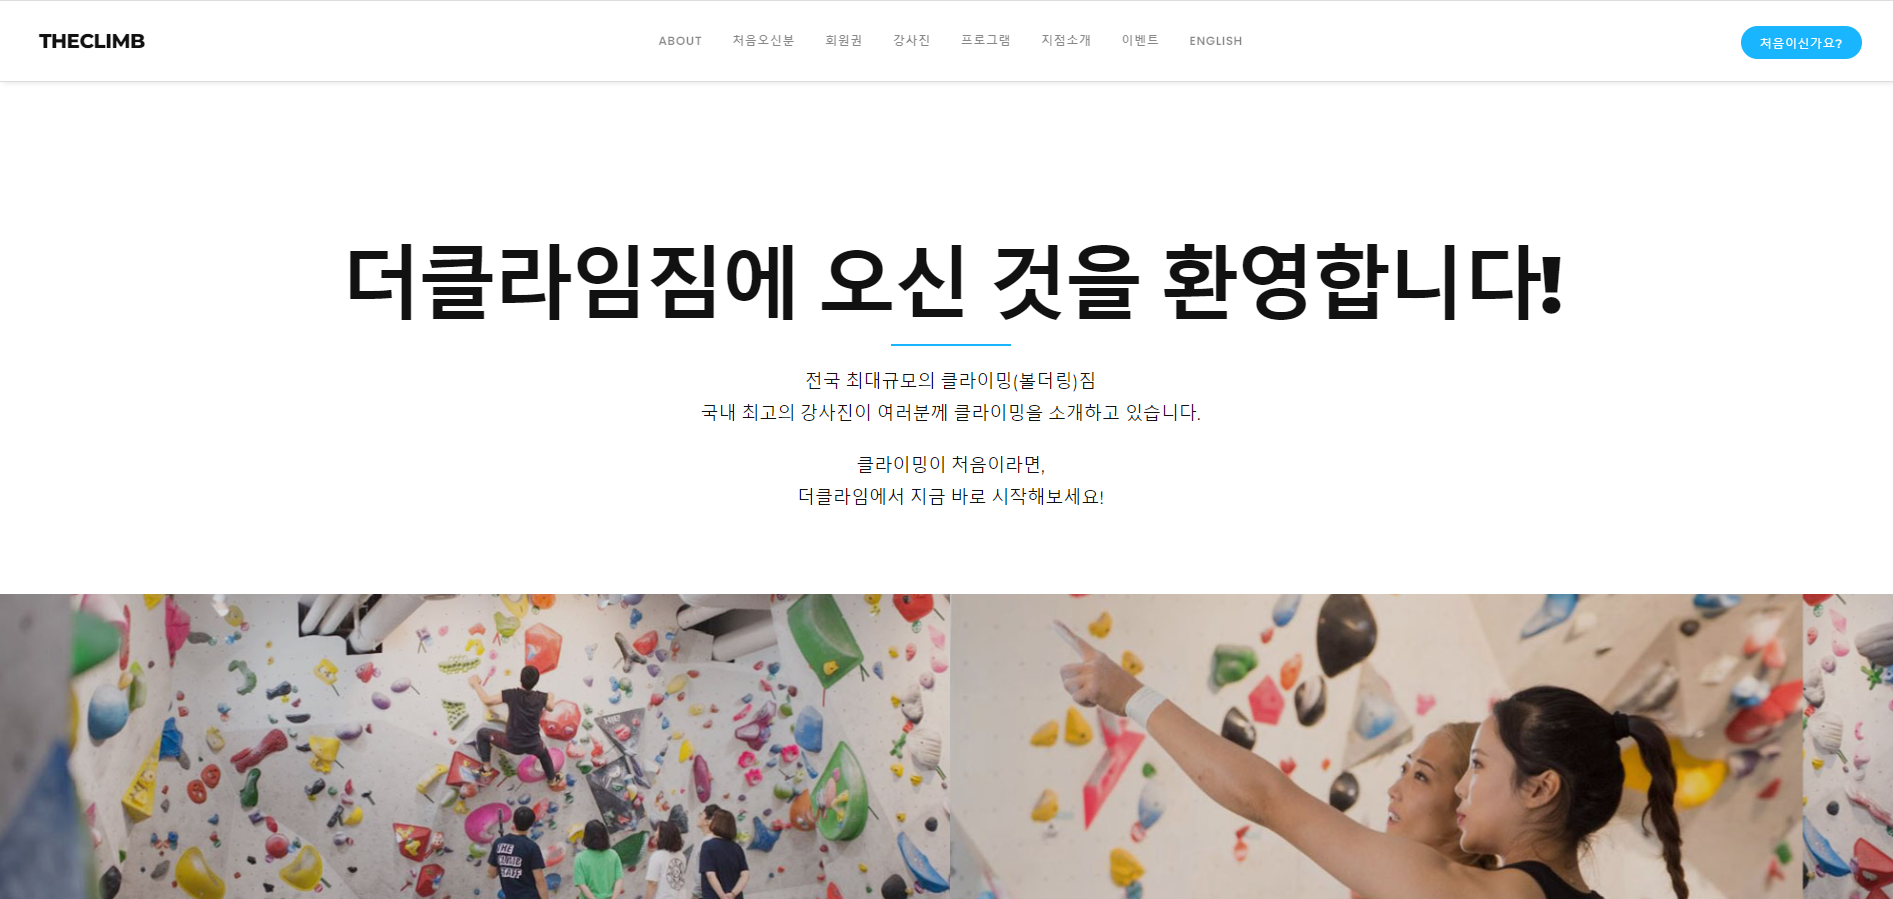 THECLIMB
ABOUT 처음오신분 회원권 강사진 프로그램 지점소개 이벤트 ENGLISH
처음이신가요?
더클라임짐에 오신 것을 환영합니다!
전국 최대규모의 클라이밍(볼더링)짐
국내 최고의 강사진이 여러분께 클라이밍을 소개하고 있습니다.
클라이밍이 처음이라면,
더클라임에서 지금 바로 시작해보세요!
THE
CLIMB
STAFF